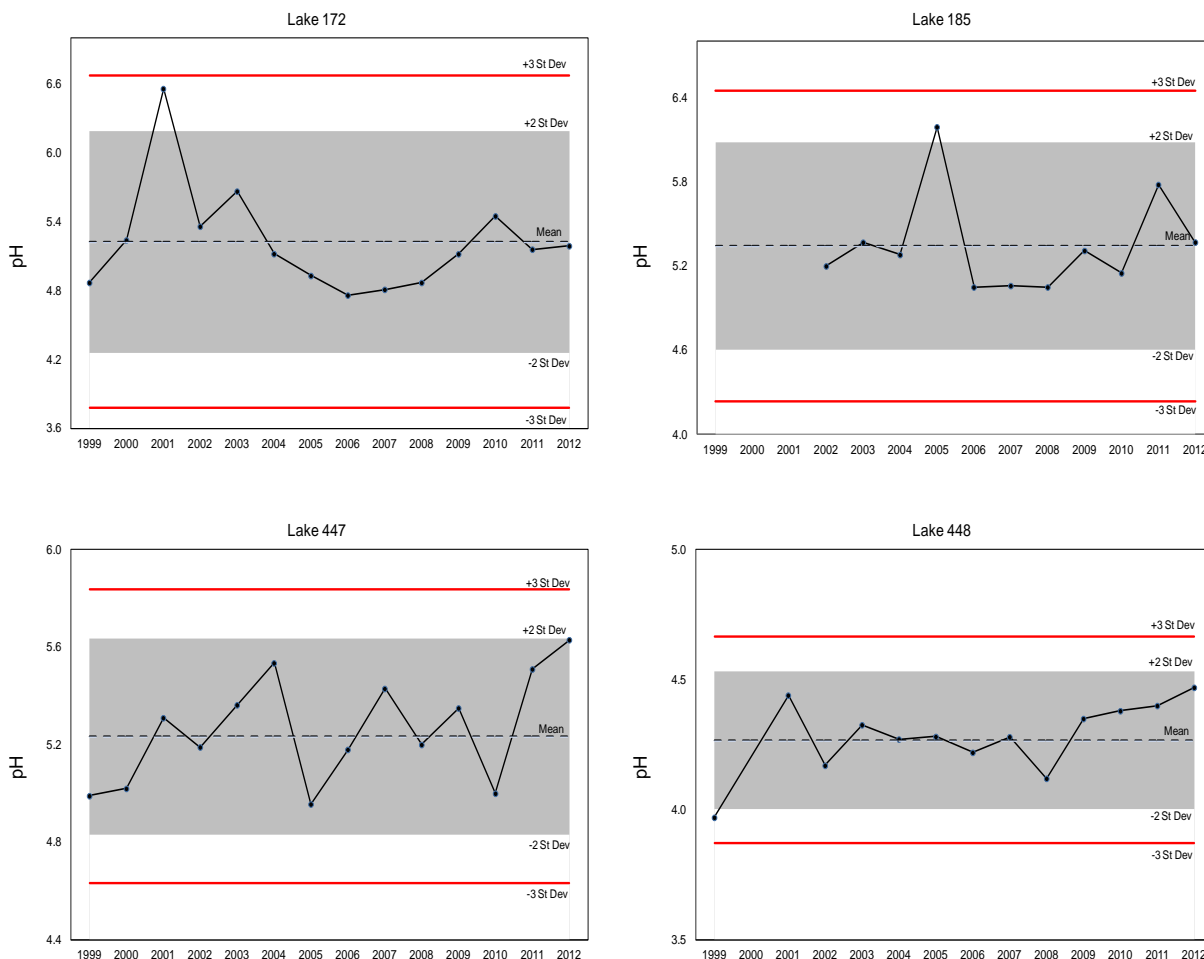 Lake 172
+3 St Dev
6.6
+2 St Dev
6.0
5.4
Mean
pH
4.8
4.2
-2 St Dev
-3 St Dev
3.6
1999 2000 2001 2002 2003 2004 2005 2006 2007 2008 2009 2010 2011 2012
Lake 185
+3 St Dev
6.4
+2 St Dev
5.8
Mean
5.2
pH
4.6
-2 St Dev
-3 St Dev
4.0
1999 2000 2001 2002 2003 2004 2005 2006 2007 2008 2009 2010 2011 2012
Lake 447
6.0
+3 St Dev
5.6
+2 St Dev
Mean
5.2
pH
4.8
-2 St Dev
-3 St Dev
4.4
1999 2000 2001 2002 2003 2004 2005 2006 2007 2008 2009 2010 2011 2012
Lake 448
5.0
+3 St Dev
+2 St Dev
4.5
Mean
pH
4.0
-2 St Dev
-3 St Dev
3.5
1999 2000 2001 2002 2003 2004 2005 2006 2007 2008 2009 2010 2011 2012